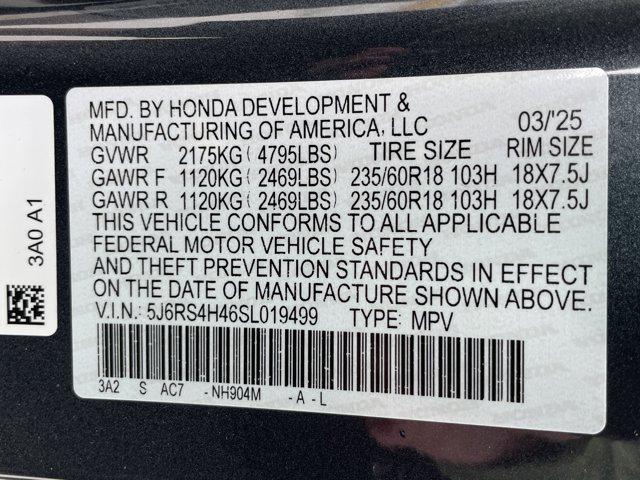 MFD. BY HONDA DEVELOPMENT &
MANUFACTURING OF AMERICA, LLC 03/'25
GVWR 2175KG ( 4795LBS) TIRE SIZE RIM SIZE
GAWR F 1120KG ( 2469LBS) 235/60R18 103H 18X7.5J
GAWR R 1120KG ( 2469LBS) 235/60R18 103H 18X7.5J
THIS VEHICLE CONFORMS TO ALL APPLICABLE
FEDERAL MOTOR VEHICLE SAFETY
AND THEFT PREVENTION STANDARDS IN EFFECT
ON THE DATE OF MANUFACTURE SHOWN ABOVE.
V.I.N.: 5J6RS4H46SL019499 TYPE: MPV
3A2 S AC7 -NH904M -A-L
3A0 A1